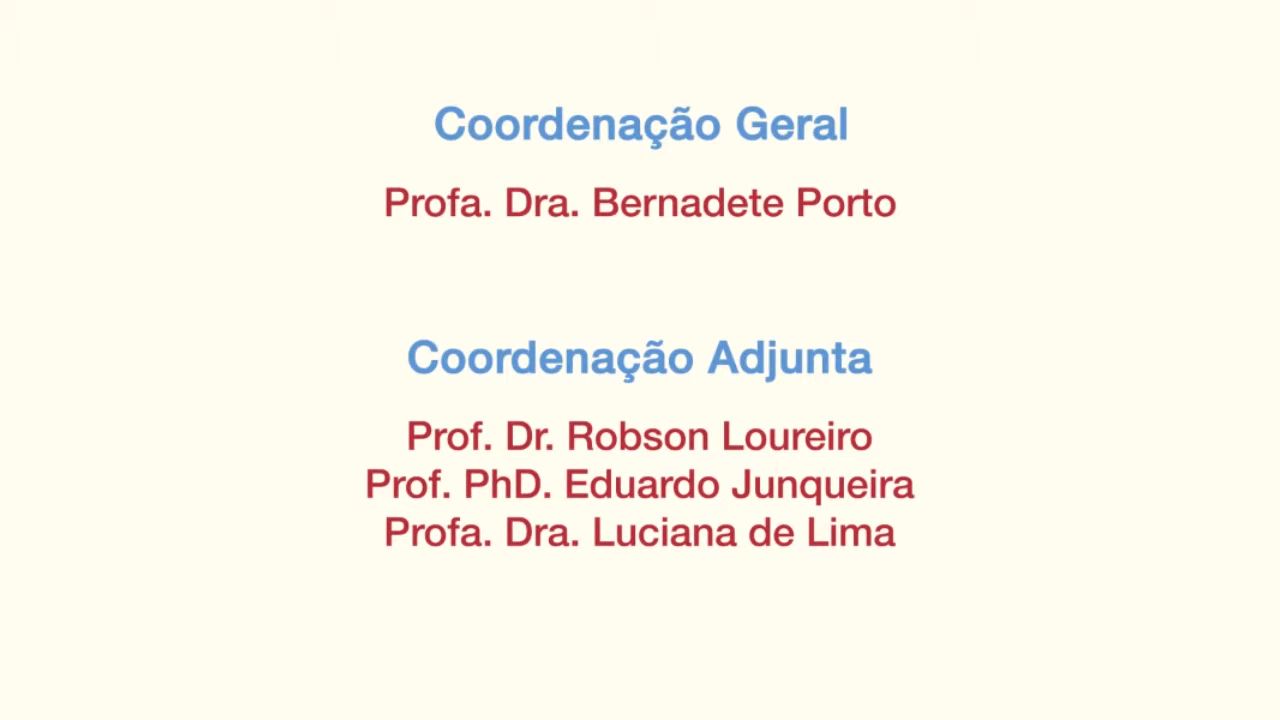 Coordenação Geral
Profa. Dra. Bernadete Porto
Coordenação Adjunta
Prof. Dr. Robson Loureiro
Prof. PhD. Eduardo Junqueira
Profa. Dra. Luciana de Lima